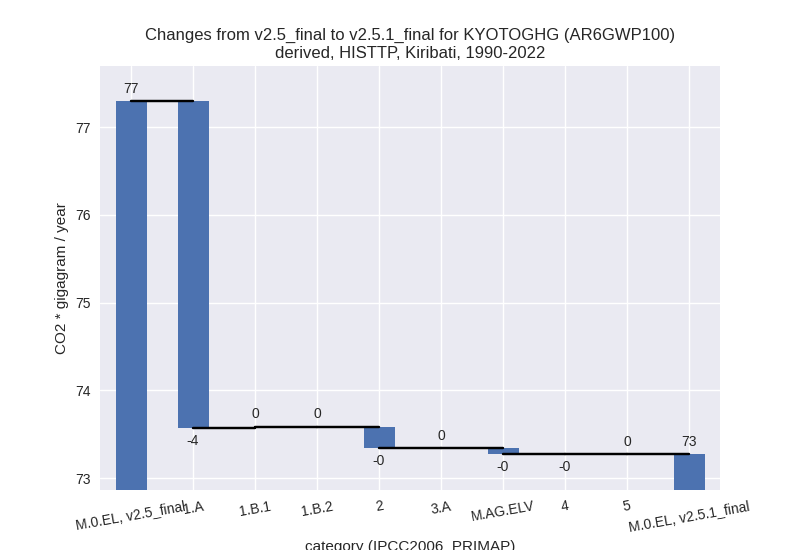 Changes from v2.5_final to v2.5.1_final for KYOTOGHG (AR6GWP100)
derived, HISTTP, Kiribati, 1990-2022
CO2 * gigagram / year
77
76
75
74
73
77
-4
0
0
-0
0
-0
-0
0
73
M.0.EL, v2.5_final
1.A
1.B.1
1.B.2
2
3.A
M.AG.ELV
4
5
M.0.EL, v2.5.1_final
category (IPCC2006_PRIMAP)